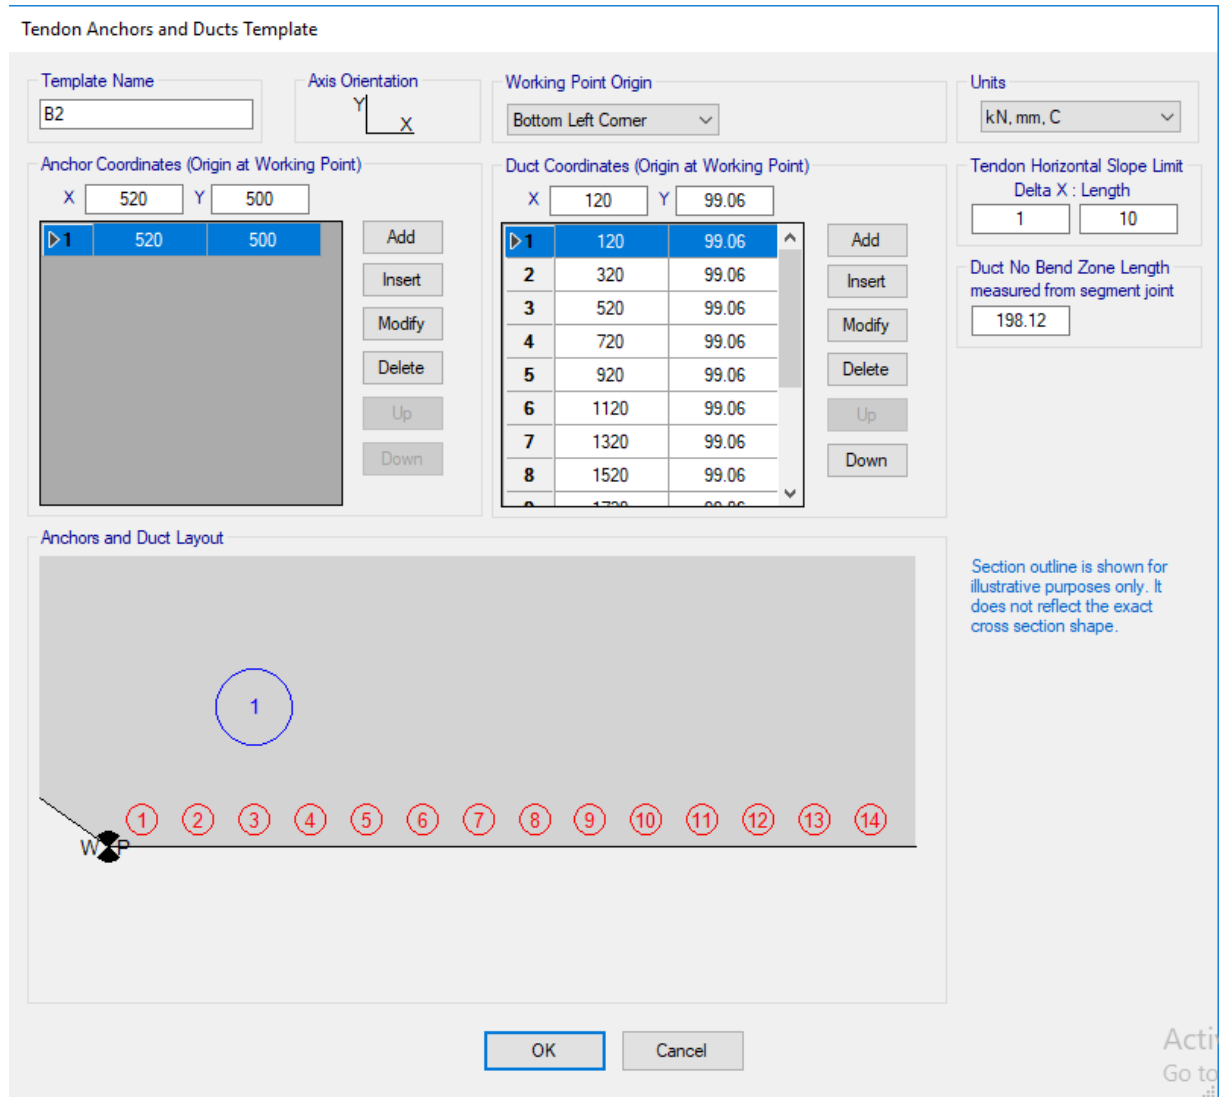 Tendon Anchors and Ducts Template
Template Name
B2
Axis Orientation
Y
X
Working Point Origin
Bottom Left Corner
Units
kN, mm, C
Anchor Coordinates (Origin at Working Point)
X 520 Y 500
1 520 500
Add
Insert
Modify
Delete
Up
Down
Duct Coordinates (Origin at Working Point)
X 120 Y 99.06
1 120 99.06
2 320 99.06
3 520 99.06
4 720 99.06
5 920 99.06
6 1120 99.06
7 1320 99.06
8 1520 99.06
Add
Insert
Modify
Delete
Up
Down
Tendon Horizontal Slope Limit
Delta X : Length
1 10
Duct No Bend Zone Length
measured from segment joint
198.12
Anchors and Duct Layout
1
1 2 3 4 5 6 7 8 9 10 11 12 13 14
W P
Section outline is shown for
illustrative purposes only. It
does not reflect the exact
cross section shape.
OK Cancel
Go to